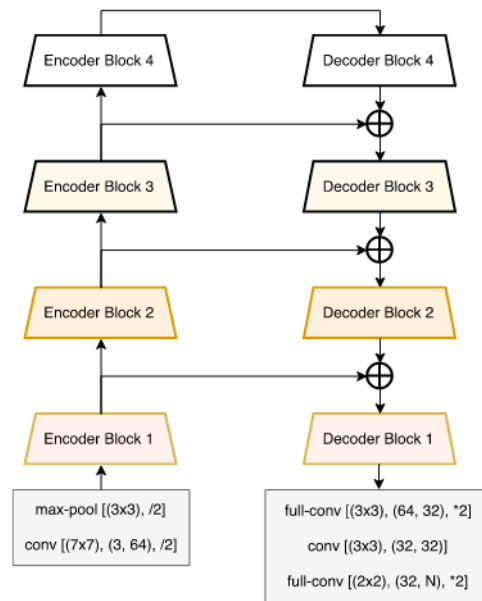 Encoder Block 4
Decoder Block 4
Encoder Block 3
Decoder Block 3
Encoder Block 2
Decoder Block 2
Encoder Block 1
Decoder Block 1
max-pool [(3x3), /2]
conv [(7x7), (3, 64), /2]
full-conv [(3x3), (64, 32), *2]
conv [(3x3), (32, 32)]
full-conv [(2x2), (32, N), *2]